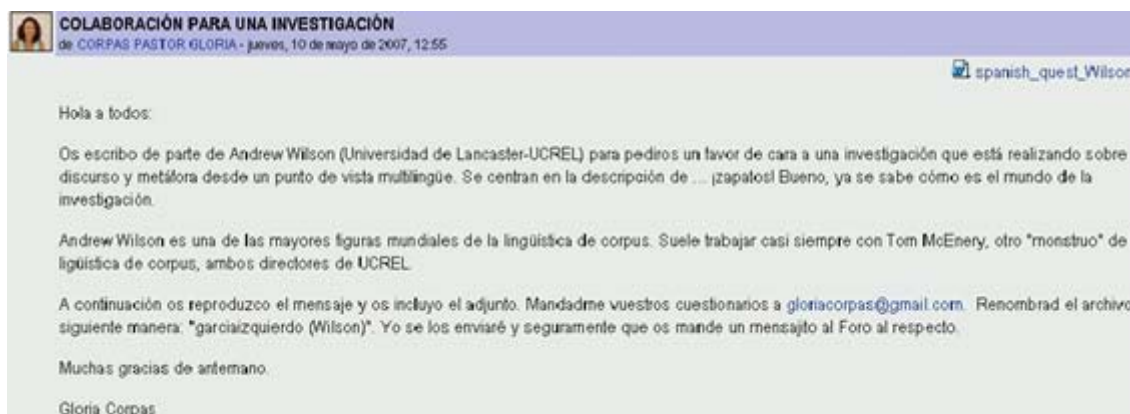 COLABORACIÓN PARA UNA INVESTIGACIÓN
de CORPAS PASTOR GLORIA - jueves, 10 de mayo de 2007, 12:55
spanish_quest_Wilson
Hola a todos:
Os escribo de parte de Andrew Wilson (Universidad de Lancaster-UCREL) para pediros un favor de cara a una investigación que está realizando sobre
discurso y metáfora desde un punto de vista multilingüe. Se centran en la descripción de ... ¡zapatos! Bueno, ya se sabe cómo es el mundo de la
investigación.
Andrew Wilson es una de las mayores figuras mundiales de la lingüística de corpus. Suele trabajar casi siempre con Tom McEnery, otro "monstruo" de
ligüística de corpus, ambos directores de UCREL.
A continuación os reproduzco el mensaje y os incluyo el adjunto. Mandadme vuestros cuestionarios a gloriacorpas@gmail.com. Renombrad el archivo
siguiente manera: "garciaizquierdo (Wilson)". Yo se los enviaré y seguramente que os mande un mensajito al Foro al respecto.
Muchas gracias de antemano.
Gloria Corpas